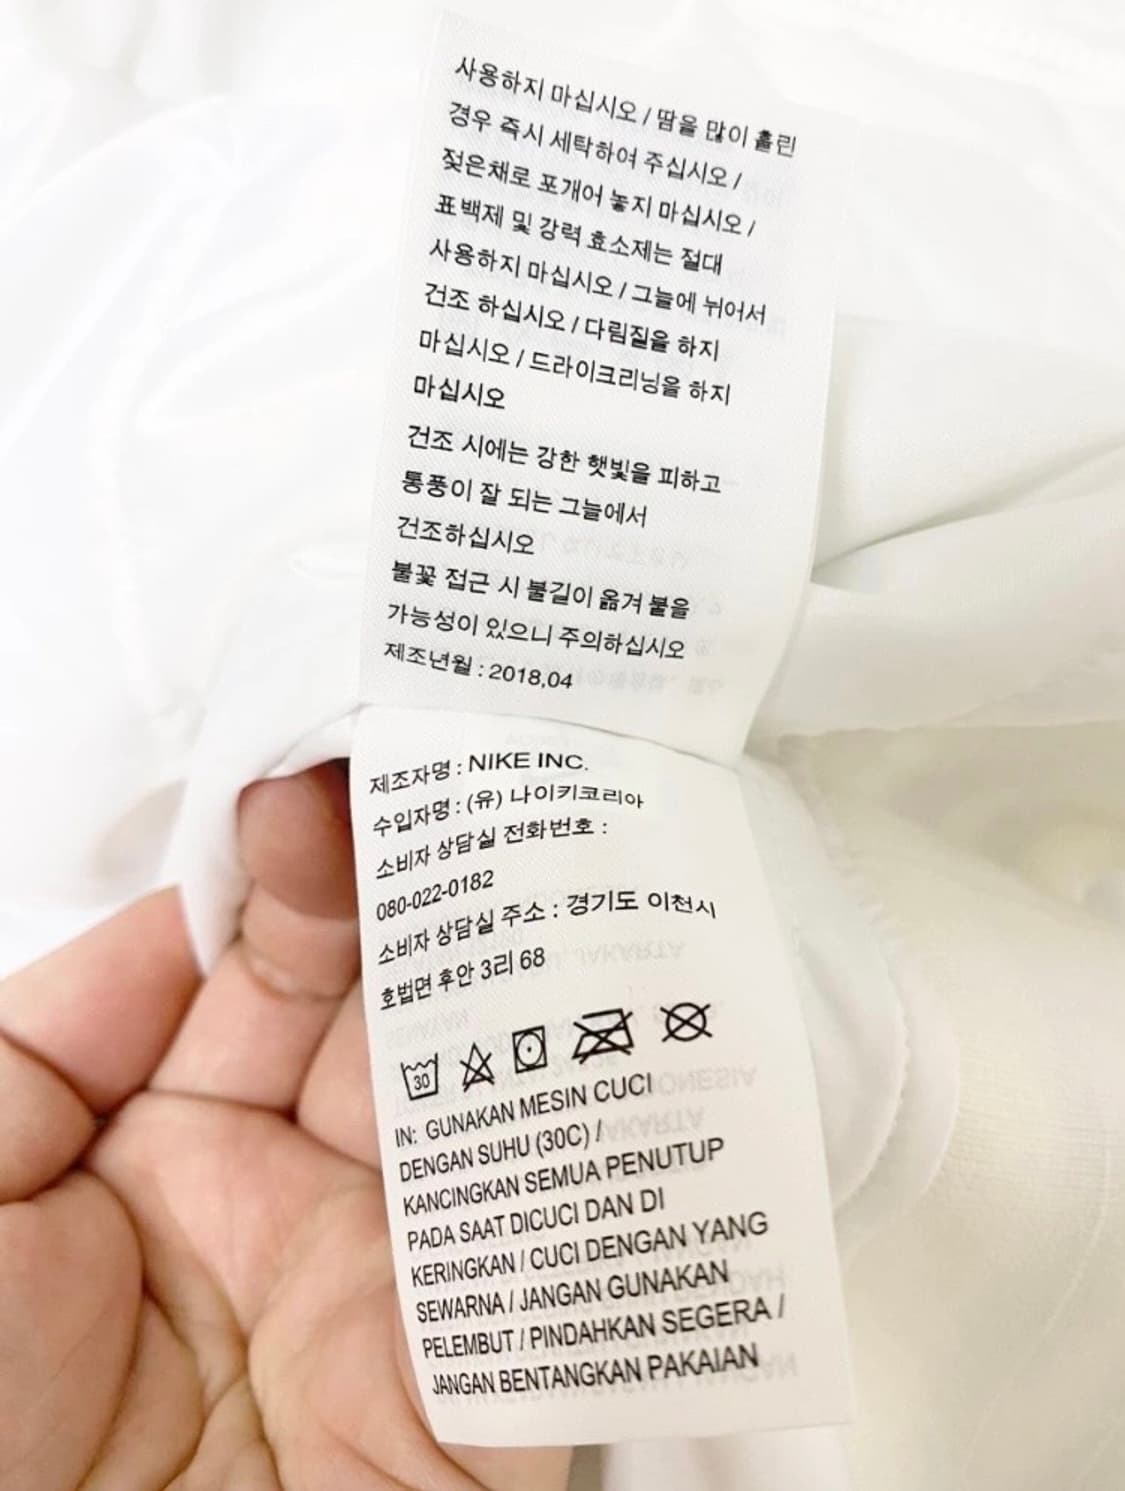 사용하지 마십시오 / 땀을 많이 흘린
경우 즉시 세탁하여 주십시오 /
젖은채로 포개어 놓지 마십시오 /
표백제 및 강력 효소제는 절대
사용하지 마십시오 / 그늘에 뉘어서
건조 하십시오 / 다림질을 하지
마십시오 / 드라이크리닝을 하지
마십시오
건조 시에는 강한 햇빛을 피하고
통풍이 잘 되는 그늘에서
건조하십시오
불꽃 접근 시 불길이 옮겨 붙을
가능성이 있으니 주의하십시오
제조년월 : 2018,04
제조자명 : NIKE INC.
수입자명 : (유) 나이키코리아
소비자 상담실 전화번호 :
080-022-0182
소비자 상담실 주소 : 경기도 이천시
호법면 후안 3리 68
30
IN: GUNAKAN MESIN CUCI
DENGAN SUHU (30C) /
KANCINGKAN SEMUA PENUTUP
PADA SAAT DICUCI DAN DI
KERINGKAN / CUCI DENGAN YANG
SEWARNA / JANGAN GUNAKAN
PELEMBUT / PINDAHKAN SEGERA /
JANGAN BENTANGKAN PAKAIAN